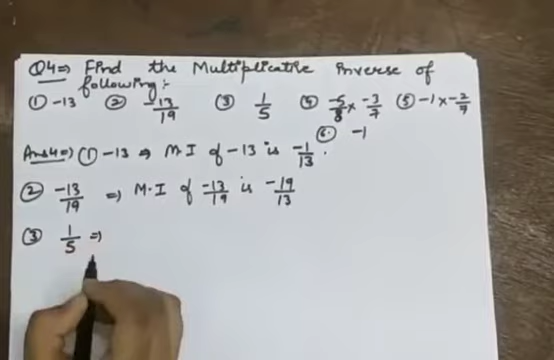 Q4⇒ Find the Multiplicative Inverse of
following:-
① -13 ② -13/19 ③ 1/5 ④ -5/8 × -3/7 ⑤ -1 × -2/7
⑥. -1
Ans4⇒) ① -13 ⇒ M.I of -13 is -1/13.
② -13/19 ⇒ M.I of -13/19 is -19/13
③ 1/5 ⇒